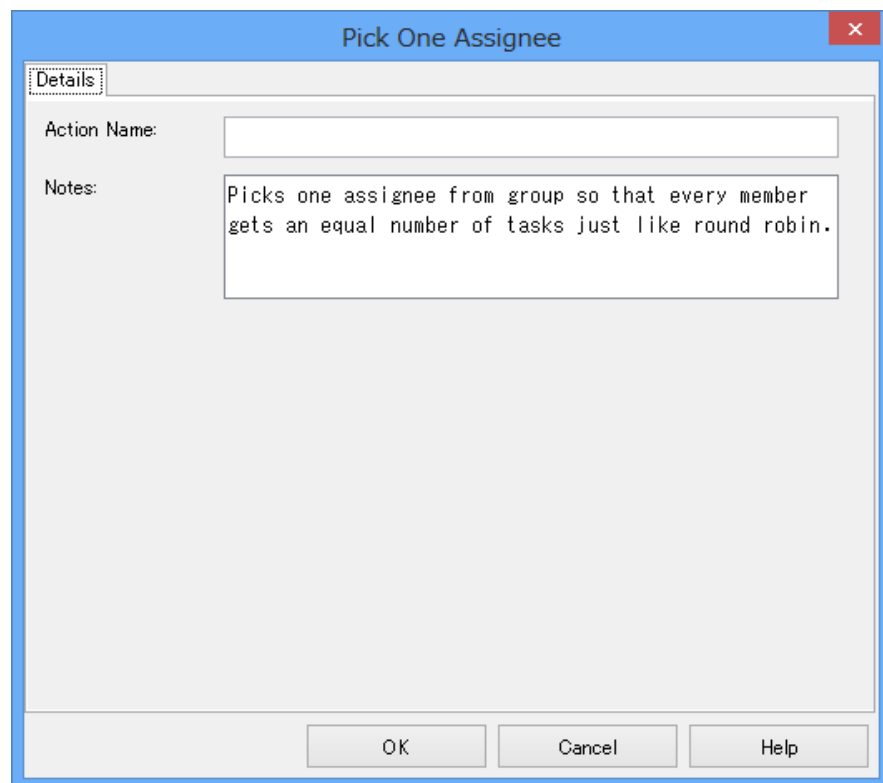 Pick One Assignee
Details
Action Name:
Notes:
Picks one assignee from group so that every member
gets an equal number of tasks just like round robin.
OK
Cancel
Help